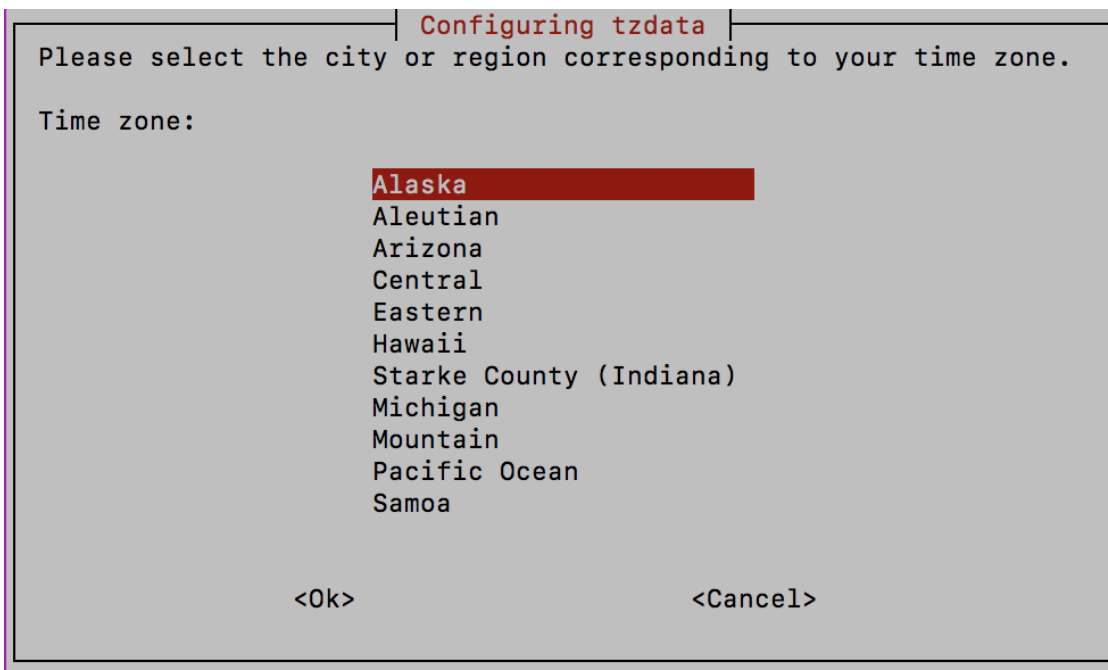 Configuring tzdata
Please select the city or region corresponding to your time zone.
Time zone:
Alaska
Aleutian
Arizona
Central
Eastern
Hawaii
Starke County (Indiana)
Michigan
Mountain
Pacific Ocean
Samoa
<Ok> <Cancel>